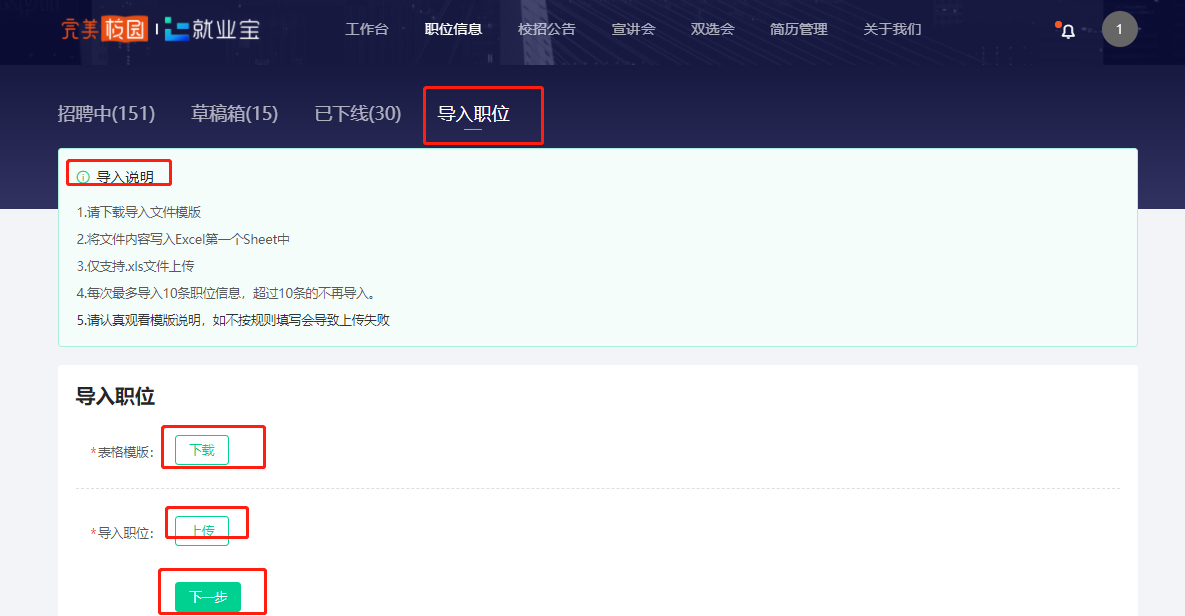 完美校园 | 就业宝 工作台 职位信息 校招公告 宣讲会 双选会 简历管理 关于我们 1
招聘中(151) 草稿箱(15) 已下线(30) 导入职位
导入说明
1.请下载导入文件模版
2.将文件内容写入Excel第一个Sheet中
3.仅支持.xls文件上传
4.每次最多导入10条职位信息，超过10条的不再导入。
5.请认真观看模版说明，如不按规则填写会导致上传失败
导入职位
*表格模版: 下载
*导入职位: 上传
下一步